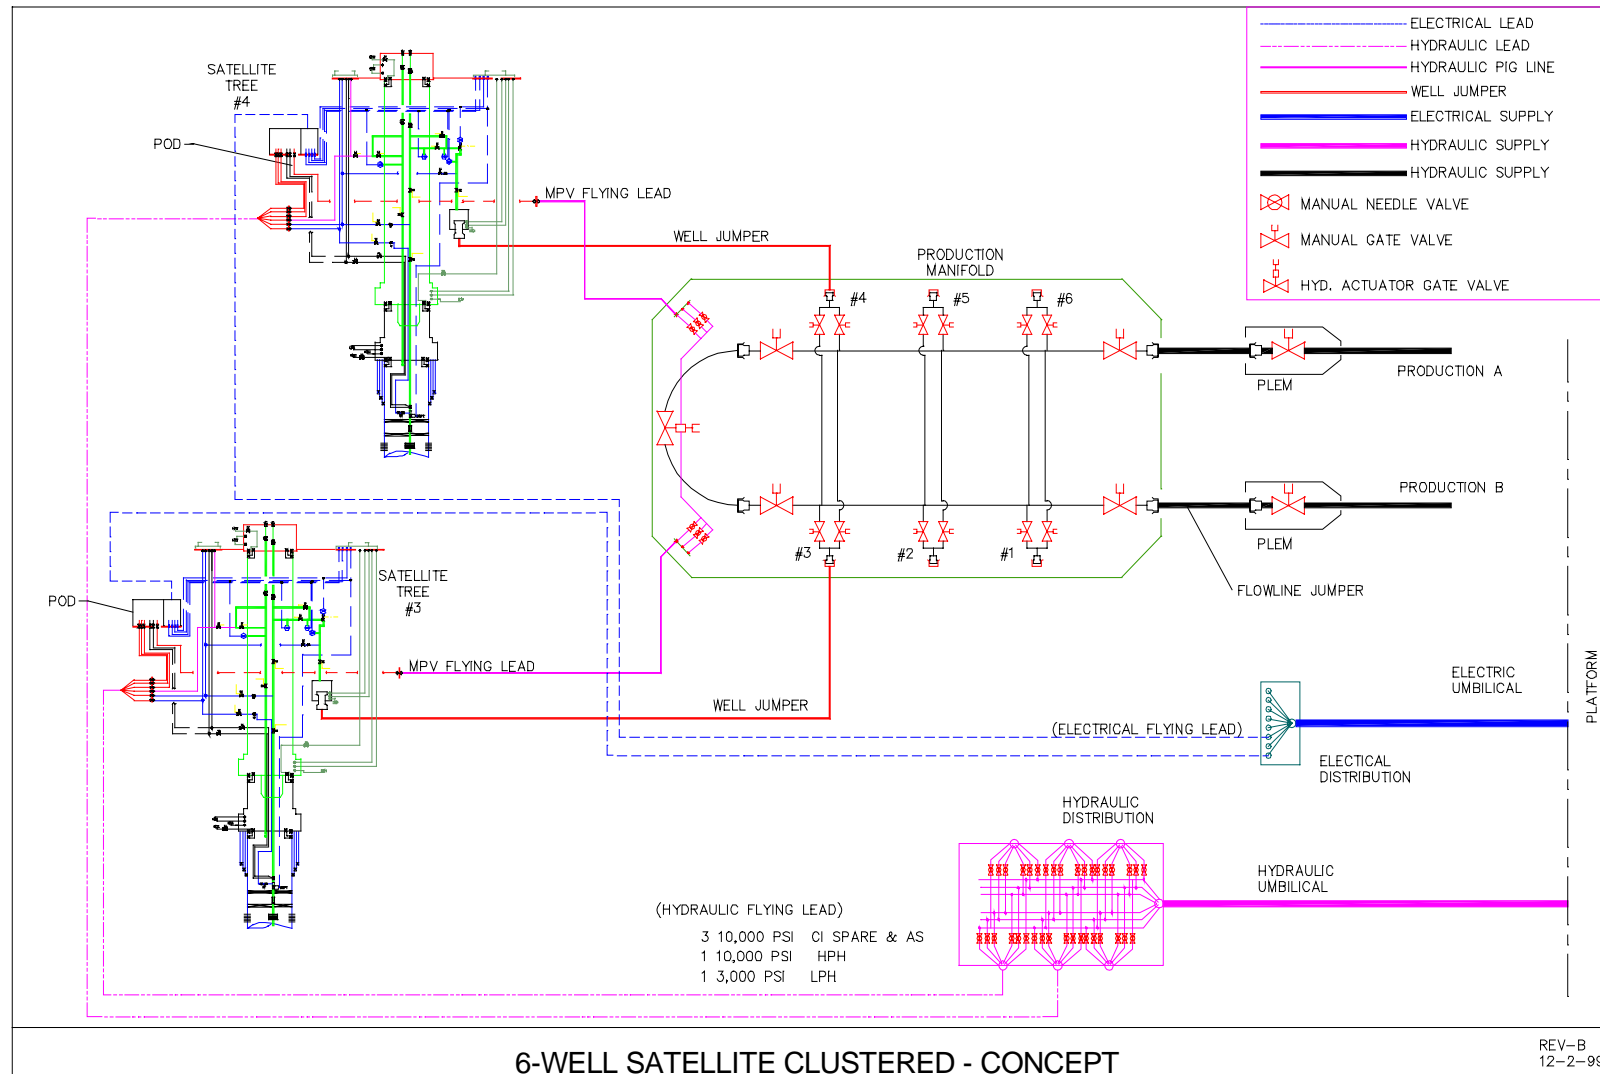 SATELLITE
TREE
#4
POD
MPV FLYING LEAD
WELL JUMPER
PRODUCTION
MANIFOLD
#4
#5
#6
ELECTRICAL LEAD
HYDRAULIC LEAD
HYDRAULIC PIG LINE
WELL JUMPER
ELECTRICAL SUPPLY
HYDRAULIC SUPPLY
HYDRAULIC SUPPLY
MANUAL NEEDLE VALVE
MANUAL GATE VALVE
HYD. ACTUATOR GATE VALVE
PLEM
PRODUCTION A
PRODUCTION B
PLEM
FLOWLINE JUMPER
#3
#2
#1
SATELLITE
TREE
#3
POD
MPV FLYING LEAD
WELL JUMPER
(ELECTRICAL FLYING LEAD)
ELECTRIC
UMBILICAL
PLATFORM
ELECTICAL
DISTRIBUTION
HYDRAULIC
DISTRIBUTION
HYDRAULIC
UMBILICAL
(HYDRAULIC FLYING LEAD)
3 10,000 PSI CI SPARE & AS
1 10,000 PSI HPH
1 3,000 PSI LPH
6-WELL SATELLITE CLUSTERED - CONCEPT
REV-B
12-2-99